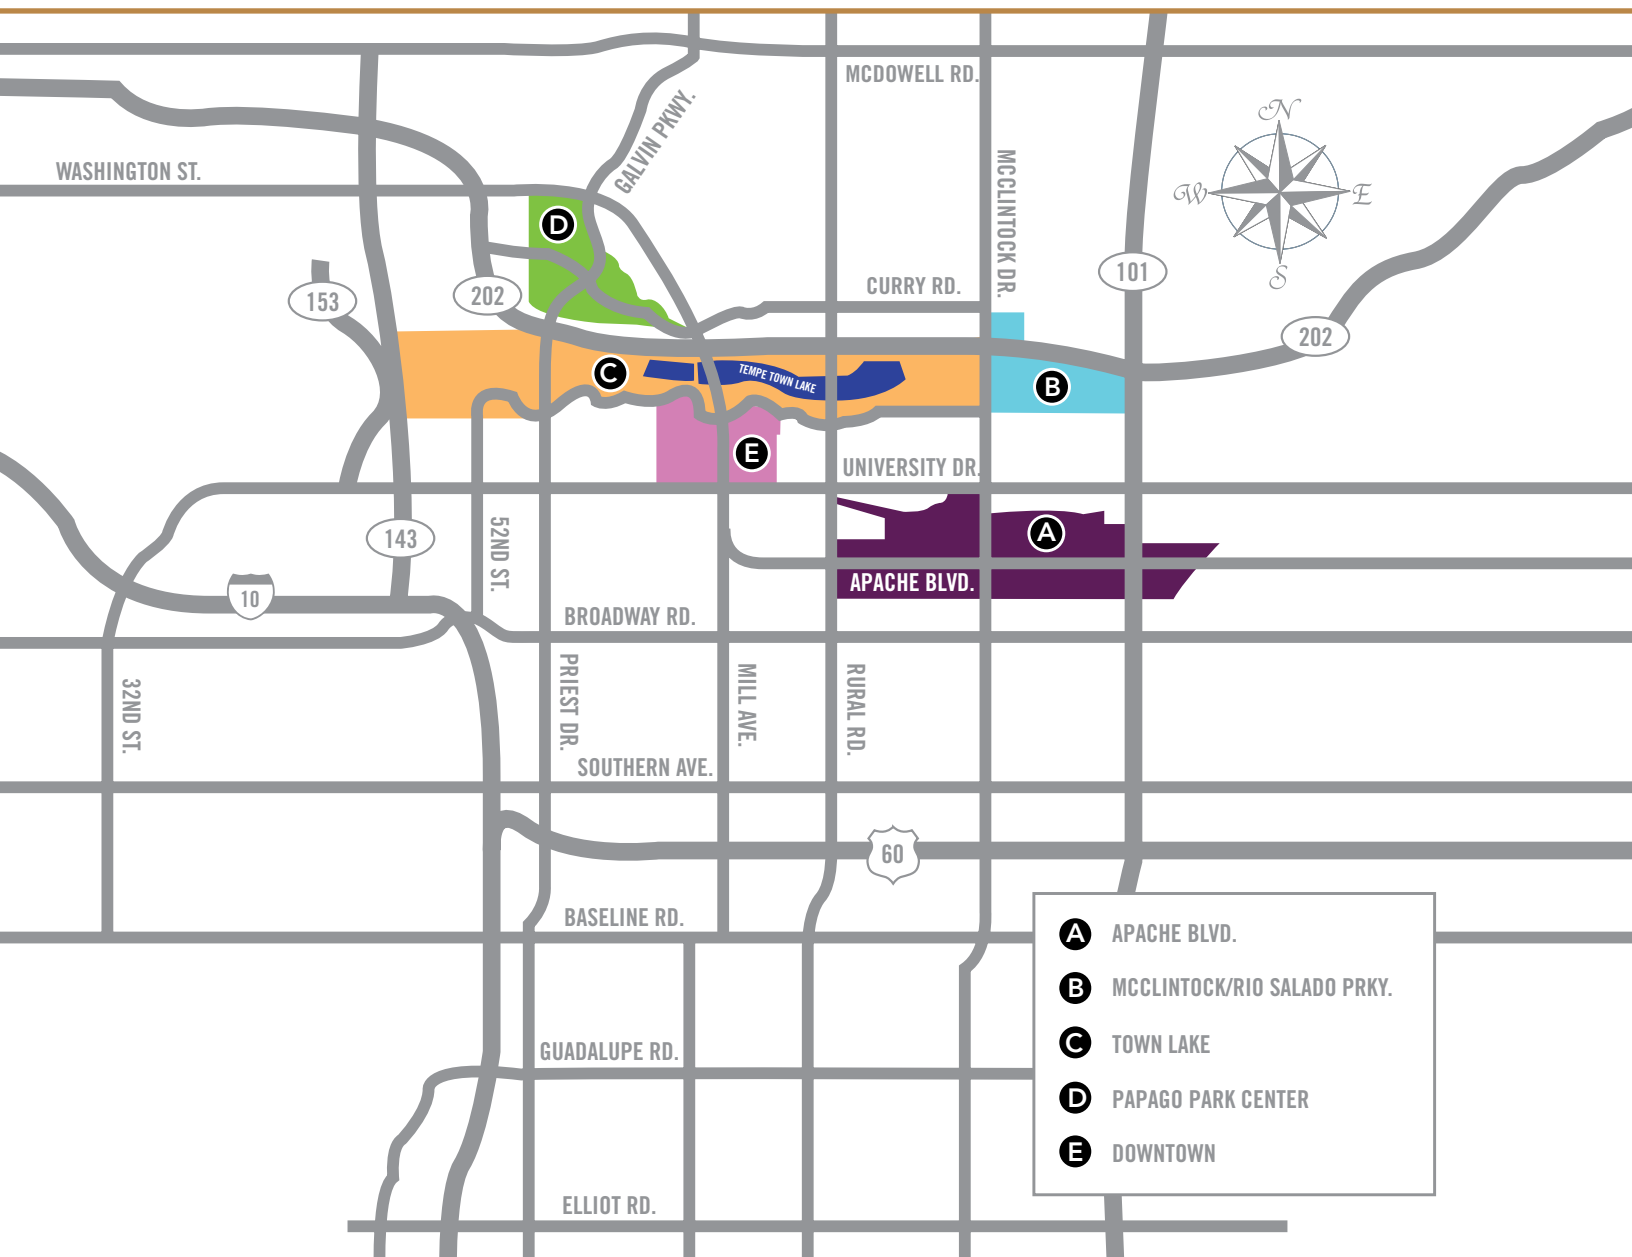 MCDOWELL RD.
GALVIN PKWY.
N
WASHINGTON ST.
MCCLINTOCK DR.
W
E
D
S
101
CURRY RD.
153
202
202
C
TEMPE TOWN LAKE
B
E
UNIVERSITY DR.
143
52ND ST.
A
APACHE BLVD.
10
BROADWAY RD.
32ND ST.
PRIEST DR.
MILL AVE.
RURAL RD.
SOUTHERN AVE.
60
BASELINE RD.
A APACHE BLVD.
B MCCLINTOCK/RIO SALADO PRKY.
C TOWN LAKE
GUADALUPE RD.
D PAPAGO PARK CENTER
E DOWNTOWN
ELLIOT RD.